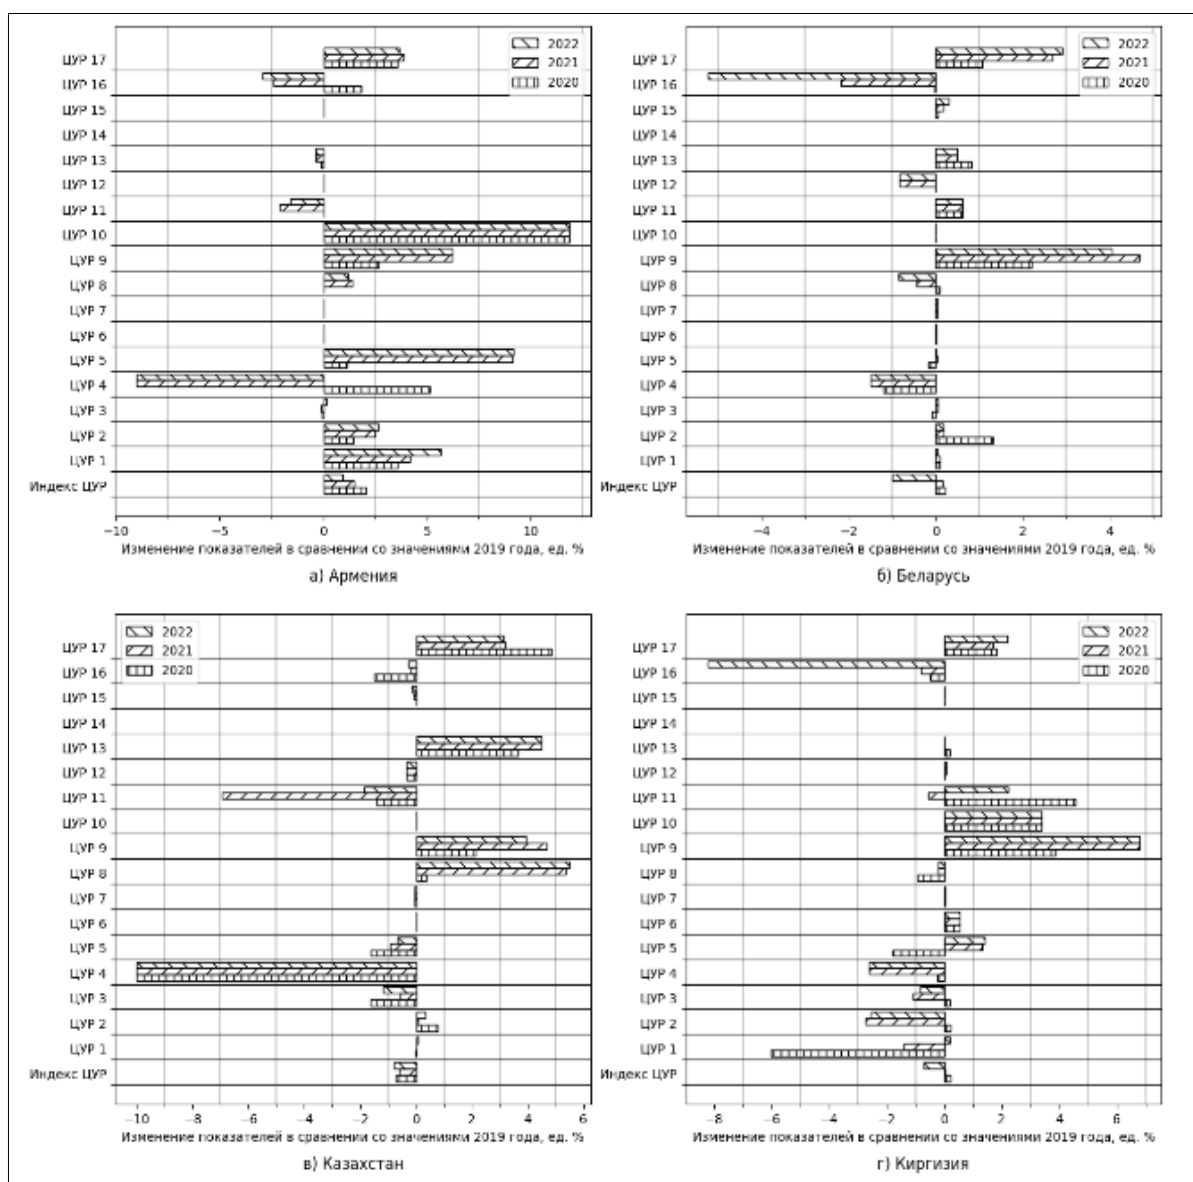 ЦУР 17
ЦУР 16
ЦУР 15
ЦУР 14
ЦУР 13
ЦУР 12
ЦУР 11
ЦУР 10
ЦУР 9
ЦУР 8
ЦУР 7
ЦУР 6
ЦУР 5
ЦУР 4
ЦУР 3
ЦУР 2
ЦУР 1
Индекс ЦУР
2022
2021
2020
−10 −5 0 5 10
Изменение показателей в сравнении со значениями 2019 года, ед. %
а) Армения
ЦУР 17
ЦУР 16
ЦУР 15
ЦУР 14
ЦУР 13
ЦУР 12
ЦУР 11
ЦУР 10
ЦУР 9
ЦУР 8
ЦУР 7
ЦУР 6
ЦУР 5
ЦУР 4
ЦУР 3
ЦУР 2
ЦУР 1
Индекс ЦУР
2022
2021
2020
−4 −2 0 2 4
Изменение показателей в сравнении со значениями 2019 года, ед. %
б) Беларусь
ЦУР 17
ЦУР 16
ЦУР 15
ЦУР 14
ЦУР 13
ЦУР 12
ЦУР 11
ЦУР 10
ЦУР 9
ЦУР 8
ЦУР 7
ЦУР 6
ЦУР 5
ЦУР 4
ЦУР 3
ЦУР 2
ЦУР 1
Индекс ЦУР
2022
2021
2020
−10 −8 −6 −4 −2 0 2 4 6
Изменение показателей в сравнении со значениями 2019 года, ед. %
в) Казахстан
ЦУР 17
ЦУР 16
ЦУР 15
ЦУР 14
ЦУР 13
ЦУР 12
ЦУР 11
ЦУР 10
ЦУР 9
ЦУР 8
ЦУР 7
ЦУР 6
ЦУР 5
ЦУР 4
ЦУР 3
ЦУР 2
ЦУР 1
Индекс ЦУР
2022
2021
2020
−8 −6 −4 −2 0 2 4 6
Изменение показателей в сравнении со значениями 2019 года, ед. %
г) Киргизия